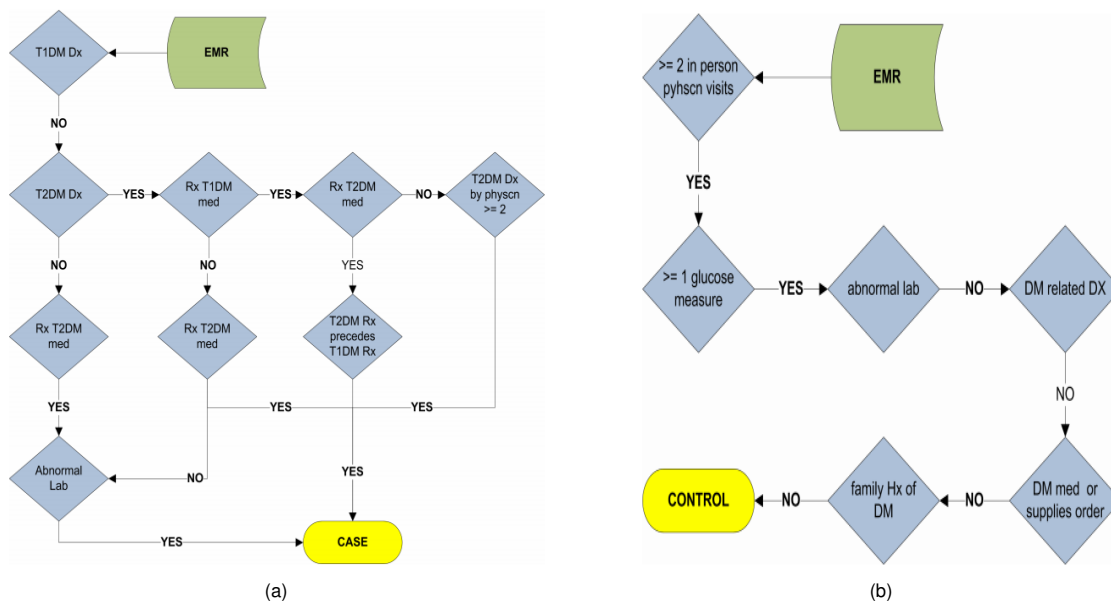 T1DM Dx
EMR
NO
T2DM Dx
YES
Rx T1DM
med
YES
Rx T2DM
med
NO
T2DM Dx
by physcn
>= 2
NO
NO
YES
Rx T2DM
med
Rx T2DM
med
T2DM Rx
precedes
T1DM Rx
YES
YES
YES
Abnormal
Lab
NO
YES
YES
CASE
(a)
>= 2 in person
pyhscn visits
EMR
YES
>= 1 glucose
measure
YES
abnormal lab
NO
DM related DX
NO
DM med or
supplies order
NO
family Hx of
DM
NO
CONTROL
(b)